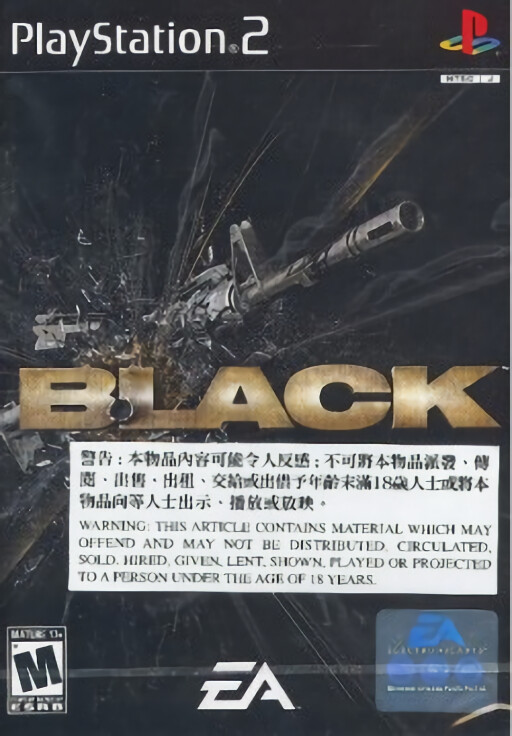 PlayStation®2
NTSC J
BLACK
警告：本物品內容可能令人反感；不可將本物品派發、傳
閱、出售、出租、交給或出借予年齡未滿18歲人士或將本
物品向等人士出示、播放或放映。
WARNING: THIS ARTICLE CONTAINS MATERIAL WHICH MAY
OFFEND AND MAY NOT BE DISTRIBUTED, CIRCULATED,
SOLD, HIRED, GIVEN, LENT, SHOWN, PLAYED OR PROJECTED
TO A PERSON UNDER THE AGE OF 18 YEARS.
MATURE 17+
M
ESRB
EA
EA
ELECTRONIC ARTS